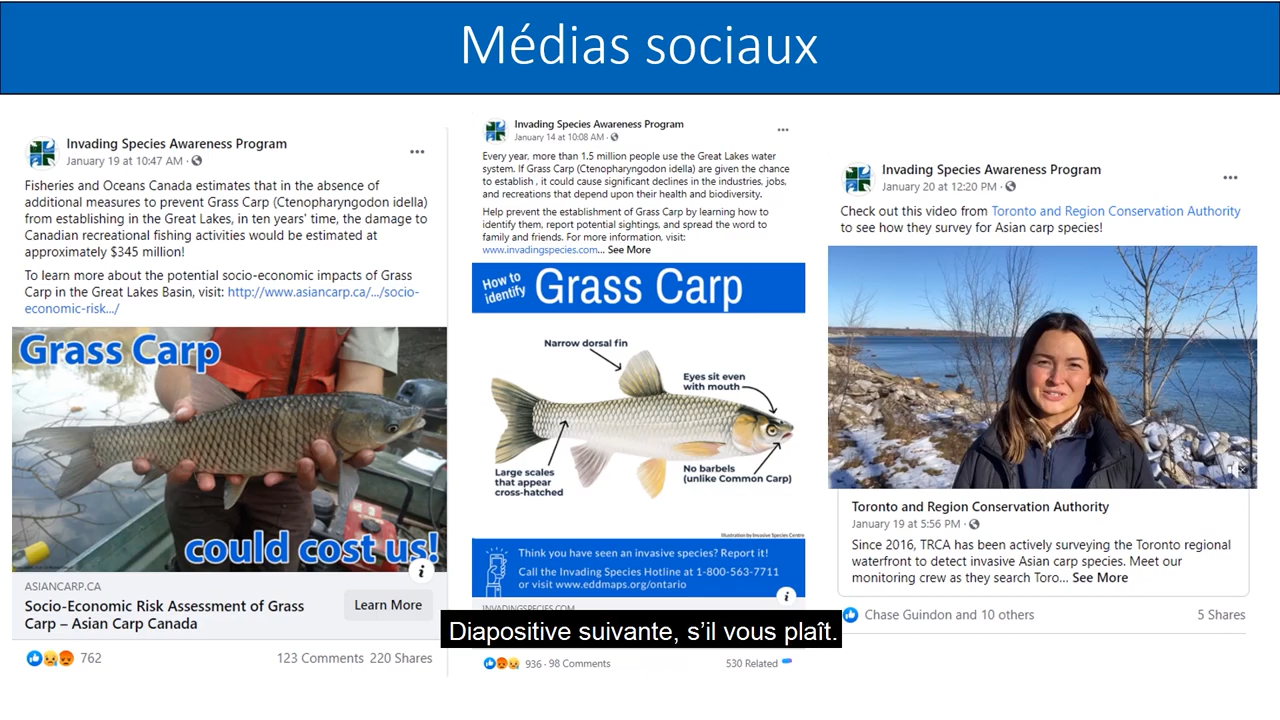 Médias sociaux
Invading Species Awareness Program
January 19 at 10:47 AM ·
Fisheries and Oceans Canada estimates that in the absence of
additional measures to prevent Grass Carp (Ctenopharyngodon idella)
from establishing in the Great Lakes, in ten years' time, the damage to
Canadian recreational fishing activities would be estimated at
approximately $345 million!
To learn more about the potential socio-economic impacts of Grass
Carp in the Great Lakes Basin, visit: http://www.asiancarp.ca/.../socio-
economic-risk.../
Grass Carp
could cost us!
ASIANCARP.CA
Socio-Economic Risk Assessment of Grass
Carp – Asian Carp Canada
Learn More
762
123 Comments 220 Shares
Invading Species Awareness Program
January 14 at 10:08 AM ·
Every year, more than 1.5 million people use the Great Lakes water
system. If Grass Carp (Ctenopharyngodon idella) are given the chance
to establish , it could cause significant declines in the industries, jobs,
and recreations that depend upon their health and biodiversity.
Help prevent the establishment of Grass Carp by learning how to
identify them, report potential sightings, and spread the word to
family and friends. For more information, visit:
www.invadingspecies.com... See More
How to
identify
Grass Carp
Narrow dorsal fin
Eyes sit even
with mouth
Large scales
that appear
cross-hatched
No barbels
(unlike Common Carp)
Illustration by Invasive Species Centre
Think you have seen an invasive species? Report it!
Call the Invading Species Hotline at 1-800-563-7711
or visit www.eddmaps.org/ontario
INVADINGSPECIES.COM
936 · 98 Comments
530 Related
Invading Species Awareness Program
January 20 at 12:20 PM ·
Check out this video from Toronto and Region Conservation Authority
to see how they survey for Asian carp species!
Toronto and Region Conservation Authority
January 19 at 5:56 PM ·
Since 2016, TRCA has been actively surveying the Toronto regional
waterfront to detect invasive Asian carp species. Meet our
monitoring crew as they search Toro... See More
Chase Guindon and 10 others
5 Shares
Diapositive suivante, s'il vous plaît.